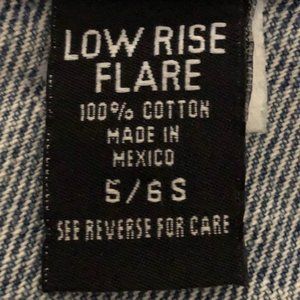 LOW RISE
FLARE
100% COTTON
MADE IN
MEXICO
5/6 S
SEE REVERSE FOR CARE